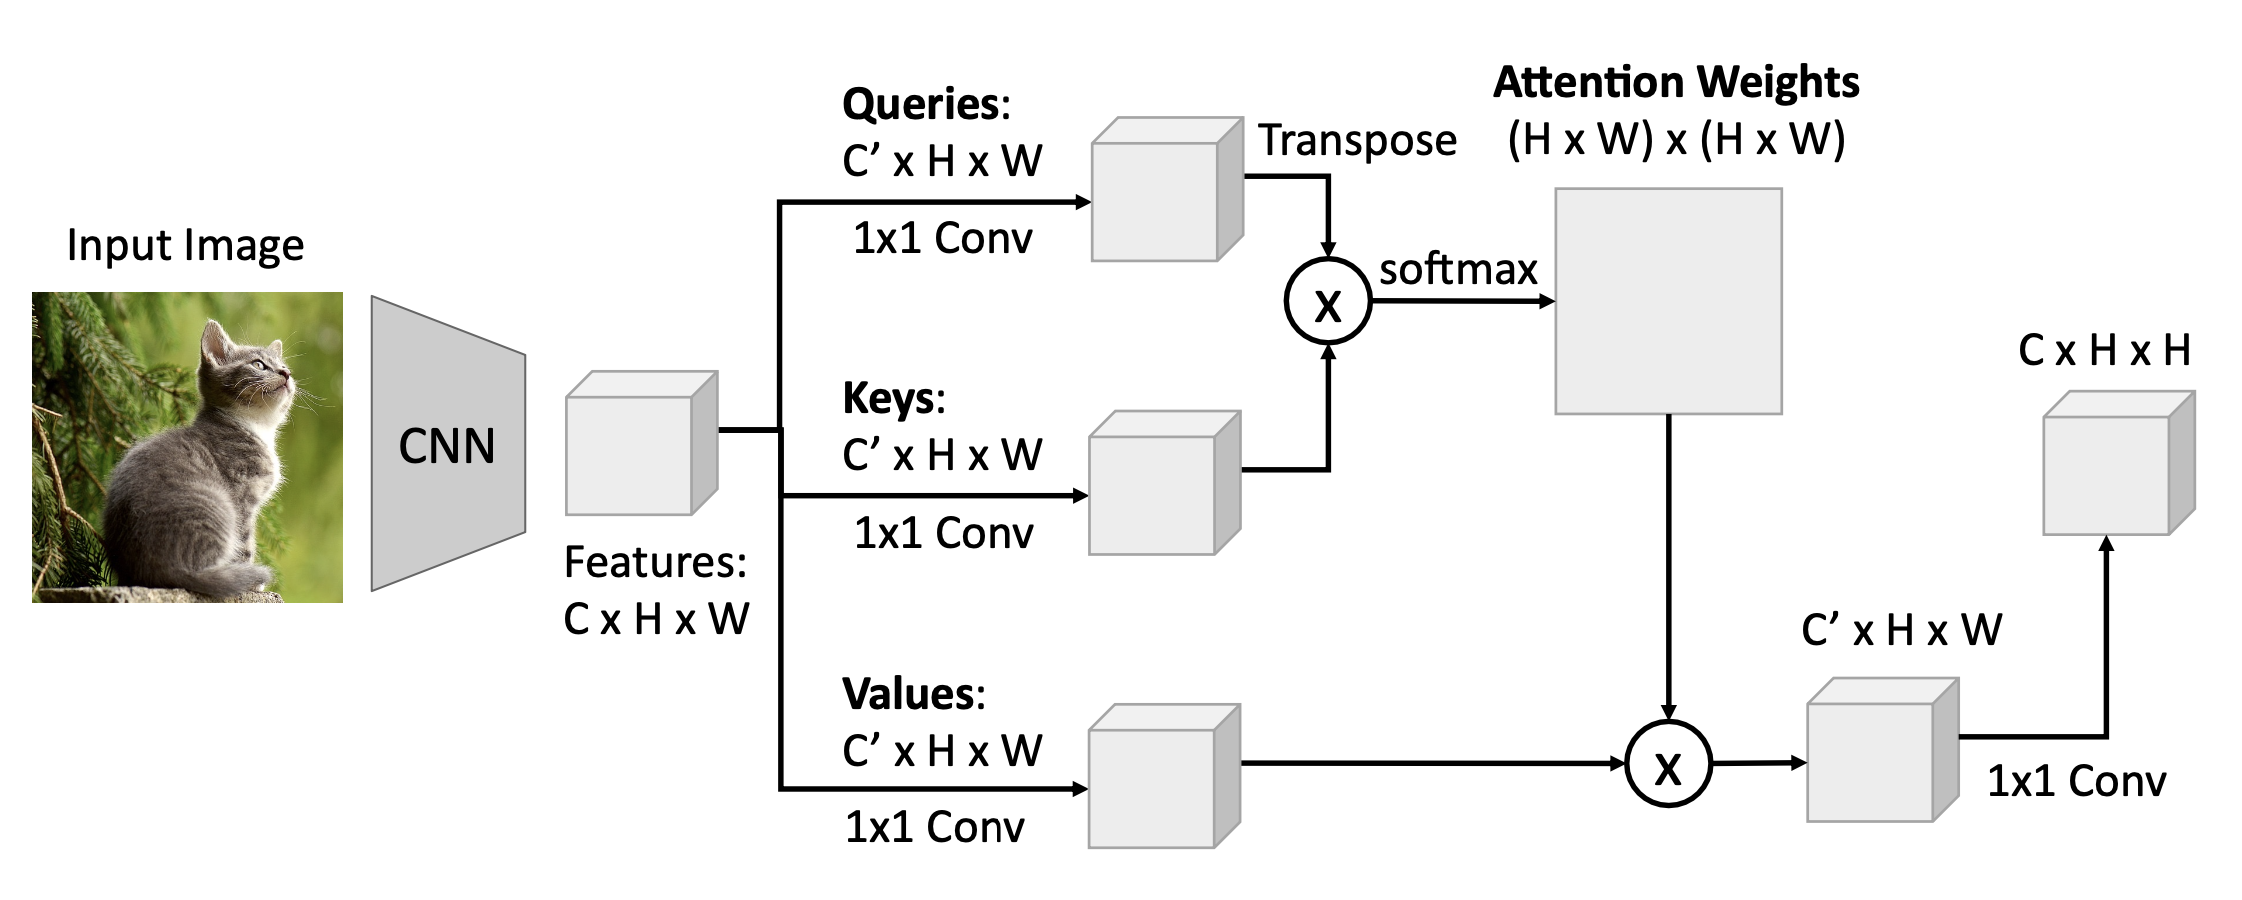 Input Image
CNN
Features:
C x H x W
Queries:
C’ x H x W
1x1 Conv
Keys:
C’ x H x W
1x1 Conv
Values:
C’ x H x W
1x1 Conv
Transpose
X
softmax
Attention Weights
(H x W) x (H x W)
X
C’ x H x W
1x1 Conv
C x H x H